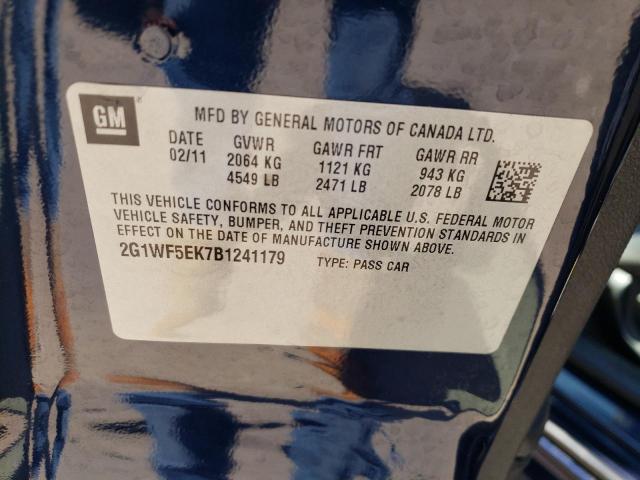 GM
MFD BY GENERAL MOTORS OF CANADA LTD.
DATE GVWR GAWR FRT GAWR RR
02/11 2064 KG 1121 KG 943 KG
4549 LB 2471 LB 2078 LB
THIS VEHICLE CONFORMS TO ALL APPLICABLE U.S. FEDERAL MOTOR
VEHICLE SAFETY, BUMPER, AND THEFT PREVENTION STANDARDS IN
EFFECT ON THE DATE OF MANUFACTURE SHOWN ABOVE.
2G1WF5EK7B1241179 TYPE: PASS CAR